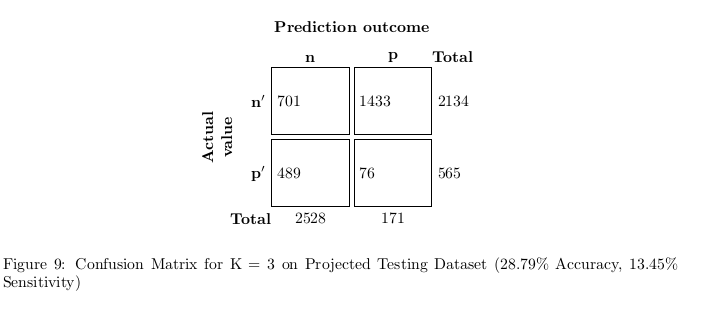 Prediction outcome
n p Total
n′ 701 1433 2134
Actual
value
p′ 489 76 565
Total 2528 171
Figure 9: Confusion Matrix for K = 3 on Projected Testing Dataset (28.79% Accuracy, 13.45%
Sensitivity)